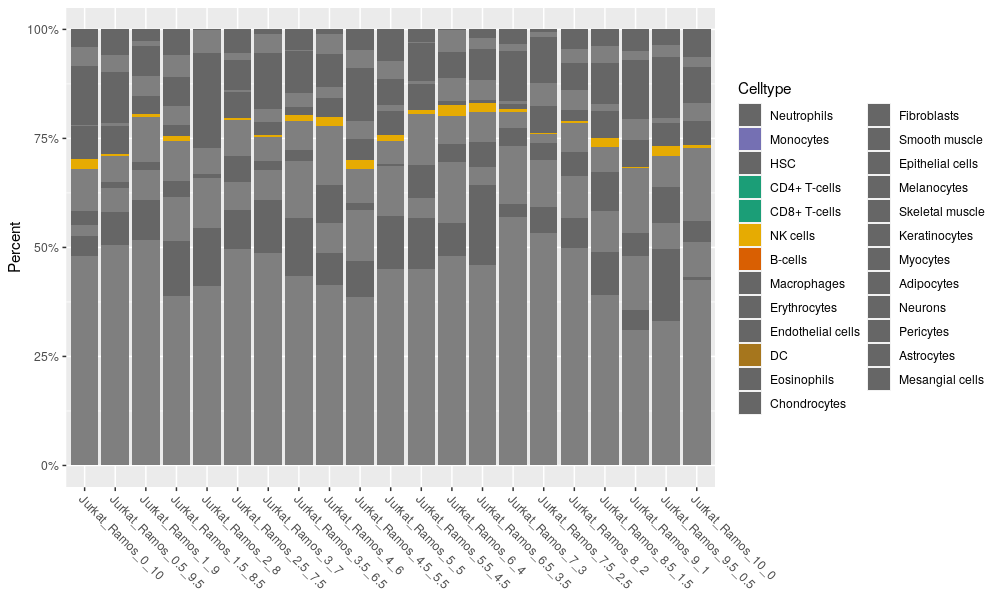 100%
75%
50%
25%
0%
Percent
Jurkat_Ramos_0_10
Jurkat_Ramos_0.5_9.5
Jurkat_Ramos_1_9
Jurkat_Ramos_1.5_8.5
Jurkat_Ramos_2_8
Jurkat_Ramos_2.5_7.5
Jurkat_Ramos_3_7
Jurkat_Ramos_3.5_6.5
Jurkat_Ramos_4_6
Jurkat_Ramos_4.5_5.5
Jurkat_Ramos_5_5
Jurkat_Ramos_5.5_4.5
Jurkat_Ramos_6_4
Jurkat_Ramos_6.5_3.5
Jurkat_Ramos_7_3
Jurkat_Ramos_7.5_2.5
Jurkat_Ramos_8_2
Jurkat_Ramos_8.5_1.5
Jurkat_Ramos_9_1
Jurkat_Ramos_9.5_0.5
Jurkat_Ramos_10_0
Celltype
Neutrophils
Monocytes
HSC
CD4+ T-cells
CD8+ T-cells
NK cells
B-cells
Macrophages
Erythrocytes
Endothelial cells
DC
Eosinophils
Chondrocytes
Fibroblasts
Smooth muscle
Epithelial cells
Melanocytes
Skeletal muscle
Keratinocytes
Myocytes
Adipocytes
Neurons
Pericytes
Astrocytes
Mesangial cells